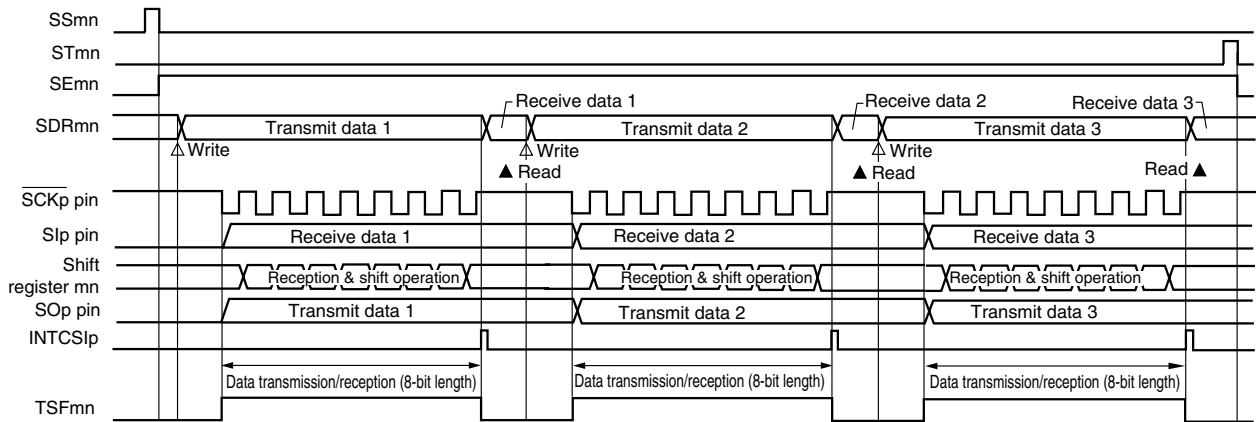 SSmn
STmn
SEmn
Receive data 1
Receive data 2
Receive data 3
SDRmn
Transmit data 1
Transmit data 2
Transmit data 3
Write
Write
Write
Read
Read
Read
SCKp pin
SIp pin
Receive data 1
Receive data 2
Receive data 3
Shift
register mn
Reception & shift operation
Reception & shift operation
Reception & shift operation
SOp pin
Transmit data 1
Transmit data 2
Transmit data 3
INTCSIp
Data transmission/reception (8-bit length)
Data transmission/reception (8-bit length)
Data transmission/reception (8-bit length)
TSFmn